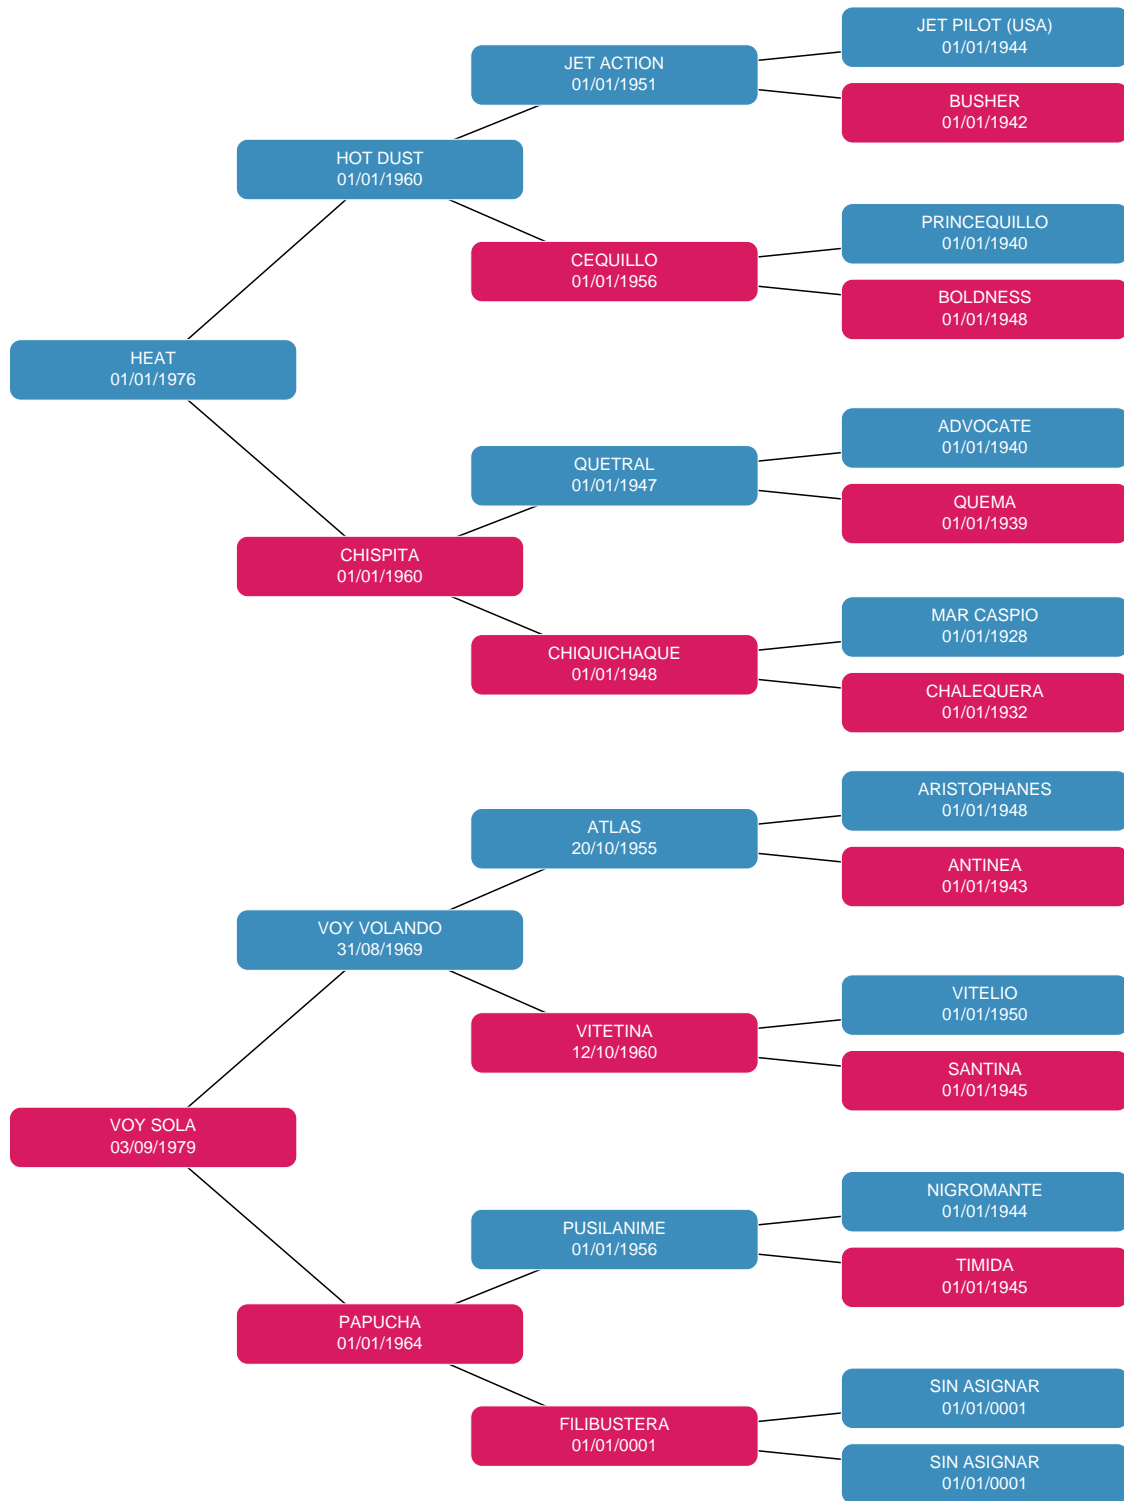 JET PILOT (USA)
01/01/1944
JET ACTION
01/01/1951
BUSHER
01/01/1942
HOT DUST
01/01/1960
PRINCEQUILLO
01/01/1940
CEQUILLO
01/01/1956
BOLDNESS
01/01/1948
HEAT
01/01/1976
ADVOCATE
01/01/1940
QUETRAL
01/01/1947
QUEMA
01/01/1939
CHISPITA
01/01/1960
MAR CASPIO
01/01/1928
CHIQUICHAQUE
01/01/1948
CHALEQUERA
01/01/1932
ARISTOPHANES
01/01/1948
ATLAS
20/10/1955
ANTINEA
01/01/1943
VOY VOLANDO
31/08/1969
VITELIO
01/01/1950
VITETINA
12/10/1960
SANTINA
01/01/1945
VOY SOLA
03/09/1979
NIGROMANTE
01/01/1944
PUSILANIME
01/01/1956
TIMIDA
01/01/1945
PAPUCHA
01/01/1964
SIN ASIGNAR
01/01/0001
FILIBUSTERA
01/01/0001
SIN ASIGNAR
01/01/0001